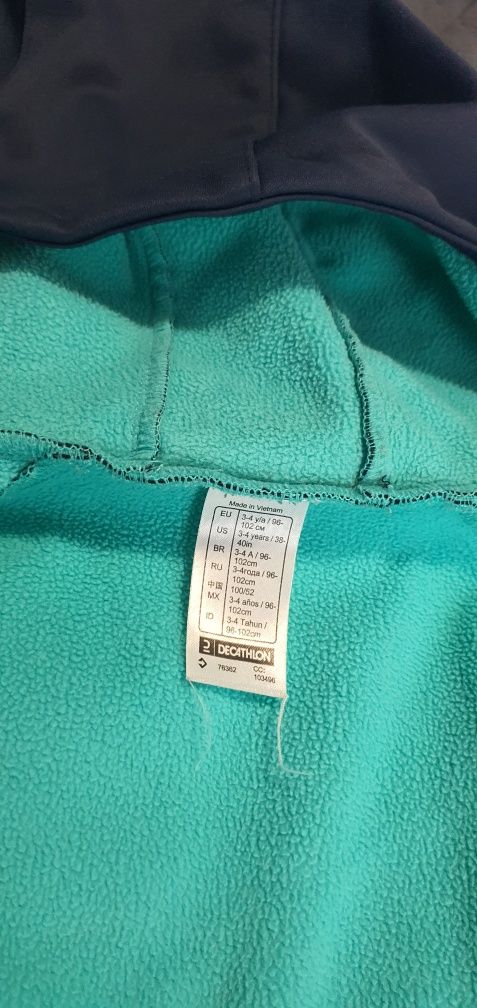 Made in Vietnam
EU 3-4 y/a / 96-
102 см
US 3-4 years / 38-
40in
BR 3-4 A / 96-
102cm
RU 3-4года / 96-
102cm
中国 100/52
MX 3-4 años / 96-
102cm
ID 3-4 Tahun /
96-102cm
DECATHLON
76362 CC:
103496